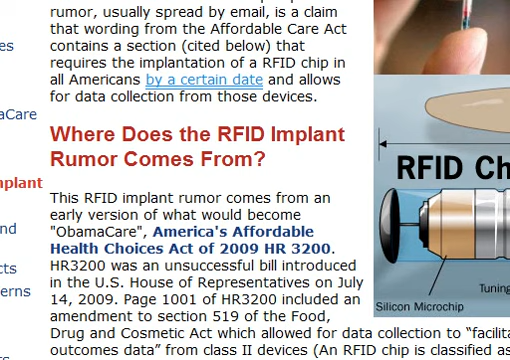 rumor, usually spread by email, is a claim
that wording from the Affordable Care Act
contains a section (cited below) that
requires the implantation of a RFID chip in
all Americans by a certain date and allows
for data collection from those devices.
Where Does the RFID Implant
Rumor Comes From?
This RFID implant rumor comes from an
early version of what would become
"ObamaCare", America's Affordable
Health Choices Act of 2009 HR 3200.
HR3200 was an unsuccessful bill introduced
in the U.S. House of Representatives on July
14, 2009. Page 1001 of HR3200 included an
amendment to section 519 of the Food,
Drug and Cosmetic Act which allowed for data collection to "facilita
outcomes data" from class II devices (An RFID chip is classified as
es
aCare
nplant
nd
cts
erns
RFID Ch
Tuning
Silicon Microchip